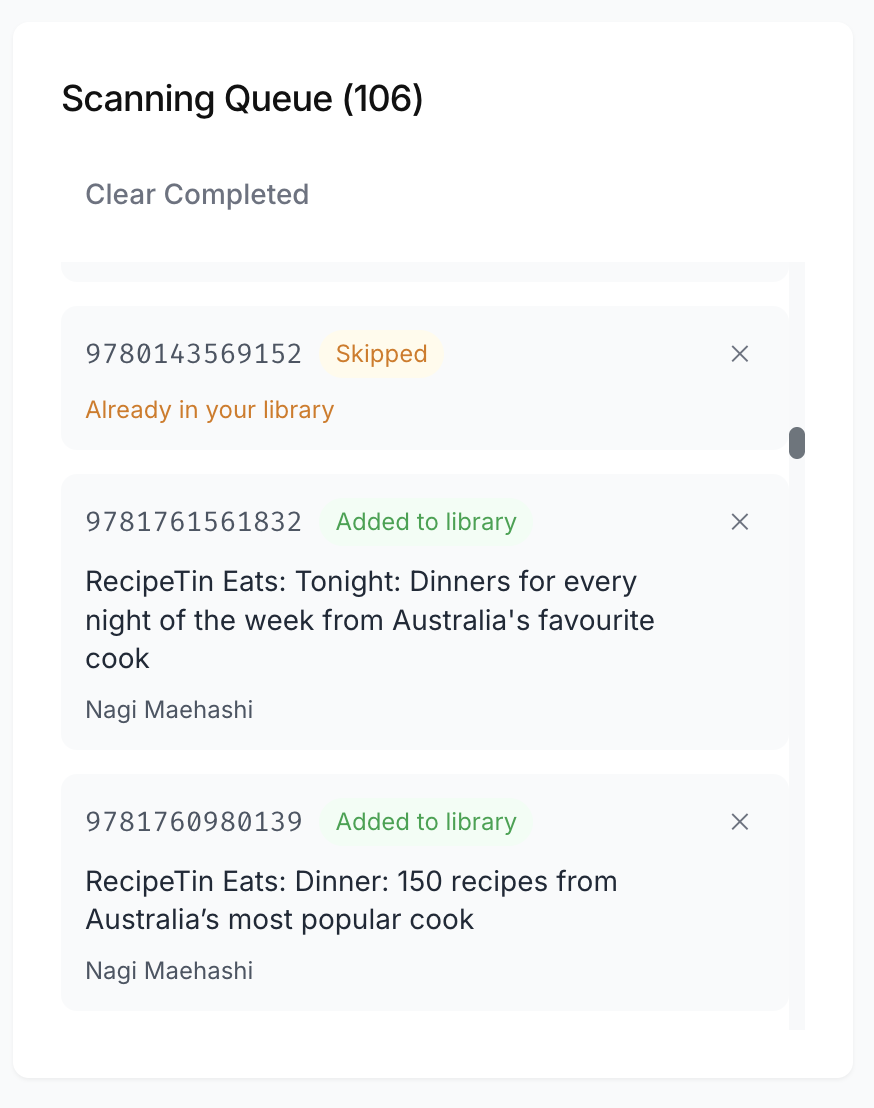 Scanning Queue (106)
Clear Completed
9780143569152 Skipped
Already in your library
9781761561832 Added to library
RecipeTin Eats: Tonight: Dinners for every
night of the week from Australia's favourite
cook
Nagi Maehashi
9781760980139 Added to library
RecipeTin Eats: Dinner: 150 recipes from
Australia’s most popular cook
Nagi Maehashi